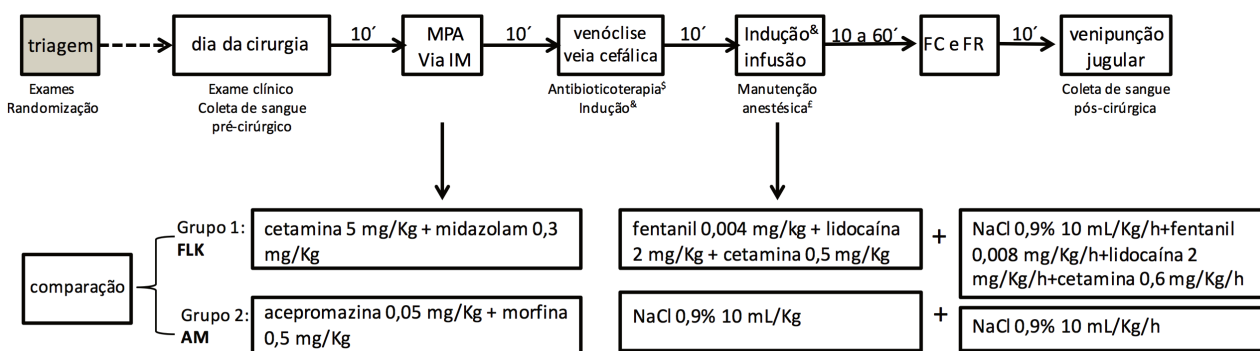 triagem
Exames
Randomização
dia da cirurgia
Exame clínico
Coleta de sangue
pré-cirúrgico
10´
MPA
Via IM
10´
venóclise
veia cefálica
Antibioticoterapia$
Indução&
10´
Indução&
infusão
Manutenção
anestésica£
10 a 60´
FC e FR
10´
venipunção
jugular
Coleta de sangue
pós-cirúrgica
comparação
Grupo 1:
FLK
cetamina 5 mg/Kg + midazolam 0,3
mg/Kg
fentanil 0,004 mg/kg + lidocaína
2 mg/Kg + cetamina 0,5 mg/Kg
+
NaCl 0,9% 10 mL/Kg/h+fentanil
0,008 mg/Kg/h+lidocaína 2
mg/Kg/h+cetamina 0,6 mg/Kg/h
Grupo 2:
AM
acepromazina 0,05 mg/Kg + morfina
0,5 mg/Kg
NaCl 0,9% 10 mL/Kg
+
NaCl 0,9% 10 mL/Kg/h